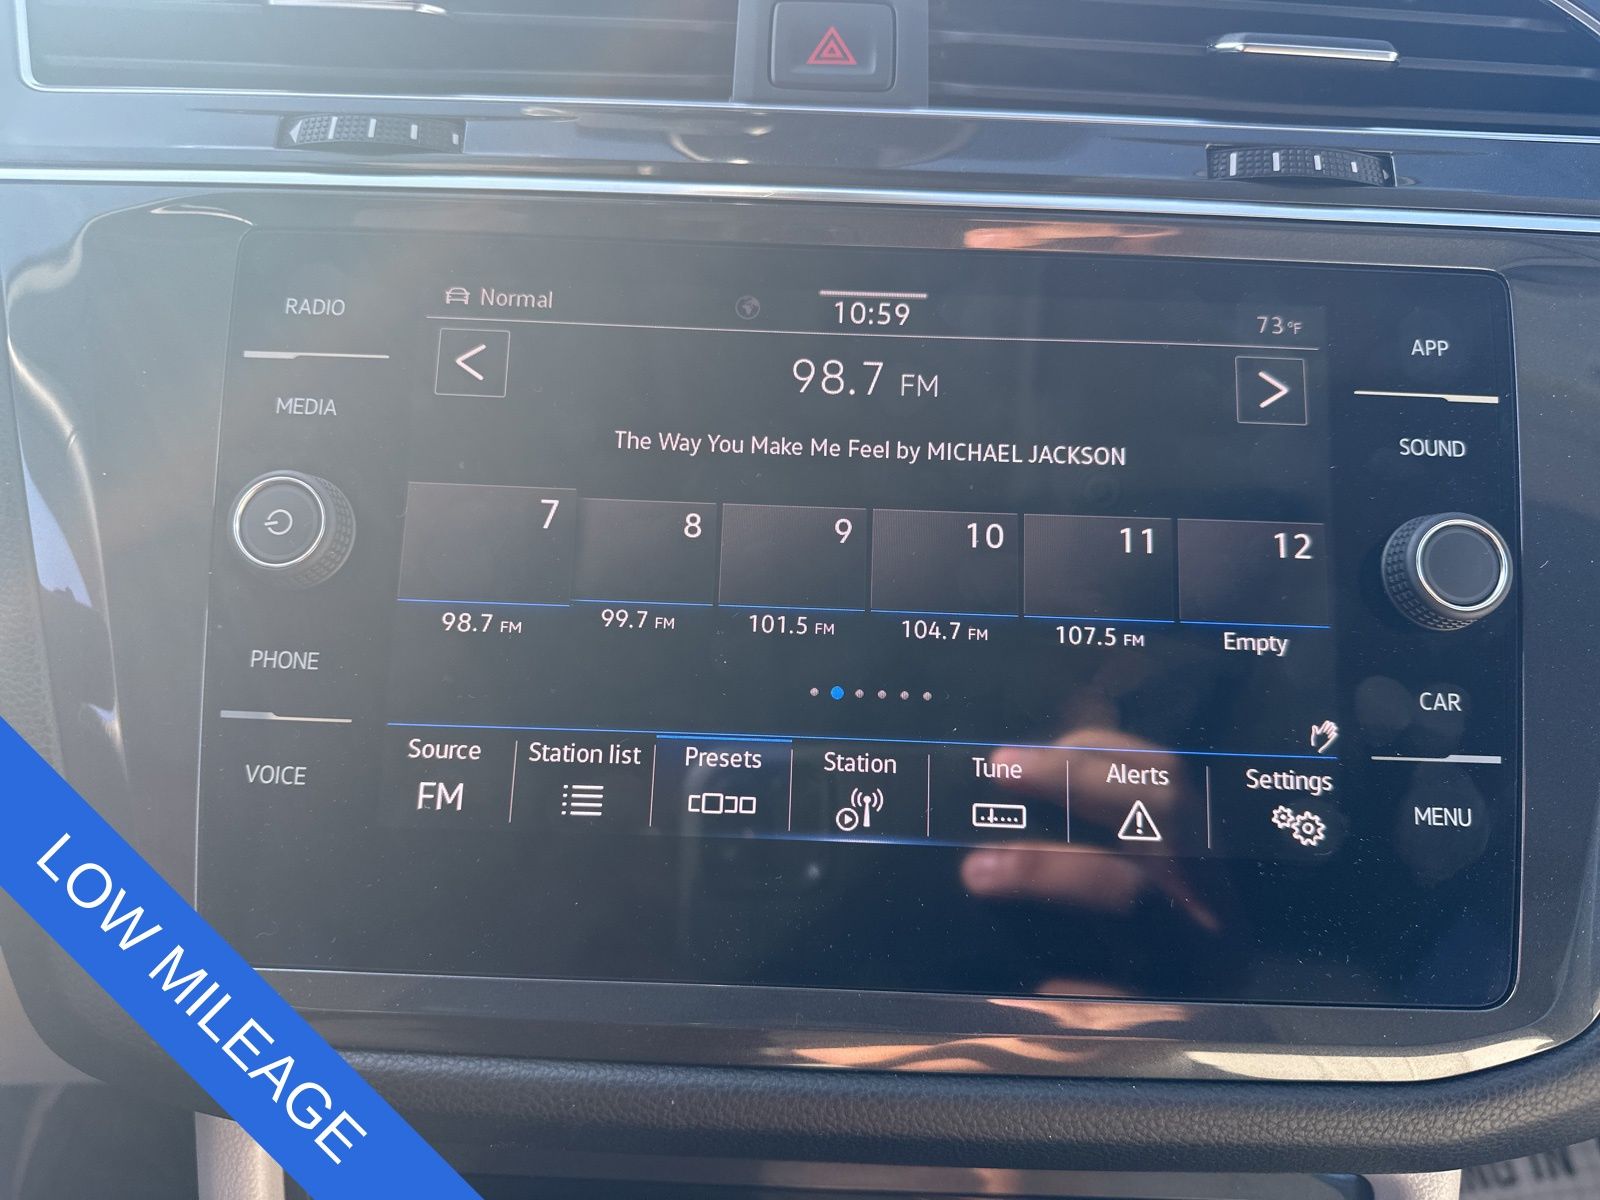 RADIO
MEDIA
PHONE
VOICE
Normal
10:59
73°F
98.7 FM
The Way You Make Me Feel by MICHAEL JACKSON
7 8 9 10 11 12
98.7 FM 99.7 FM 101.5 FM 104.7 FM 107.5 FM Empty
Source Station list Presets Station Tune Alerts Settings
FM
APP
SOUND
CAR
MENU
LOW MILEAGE